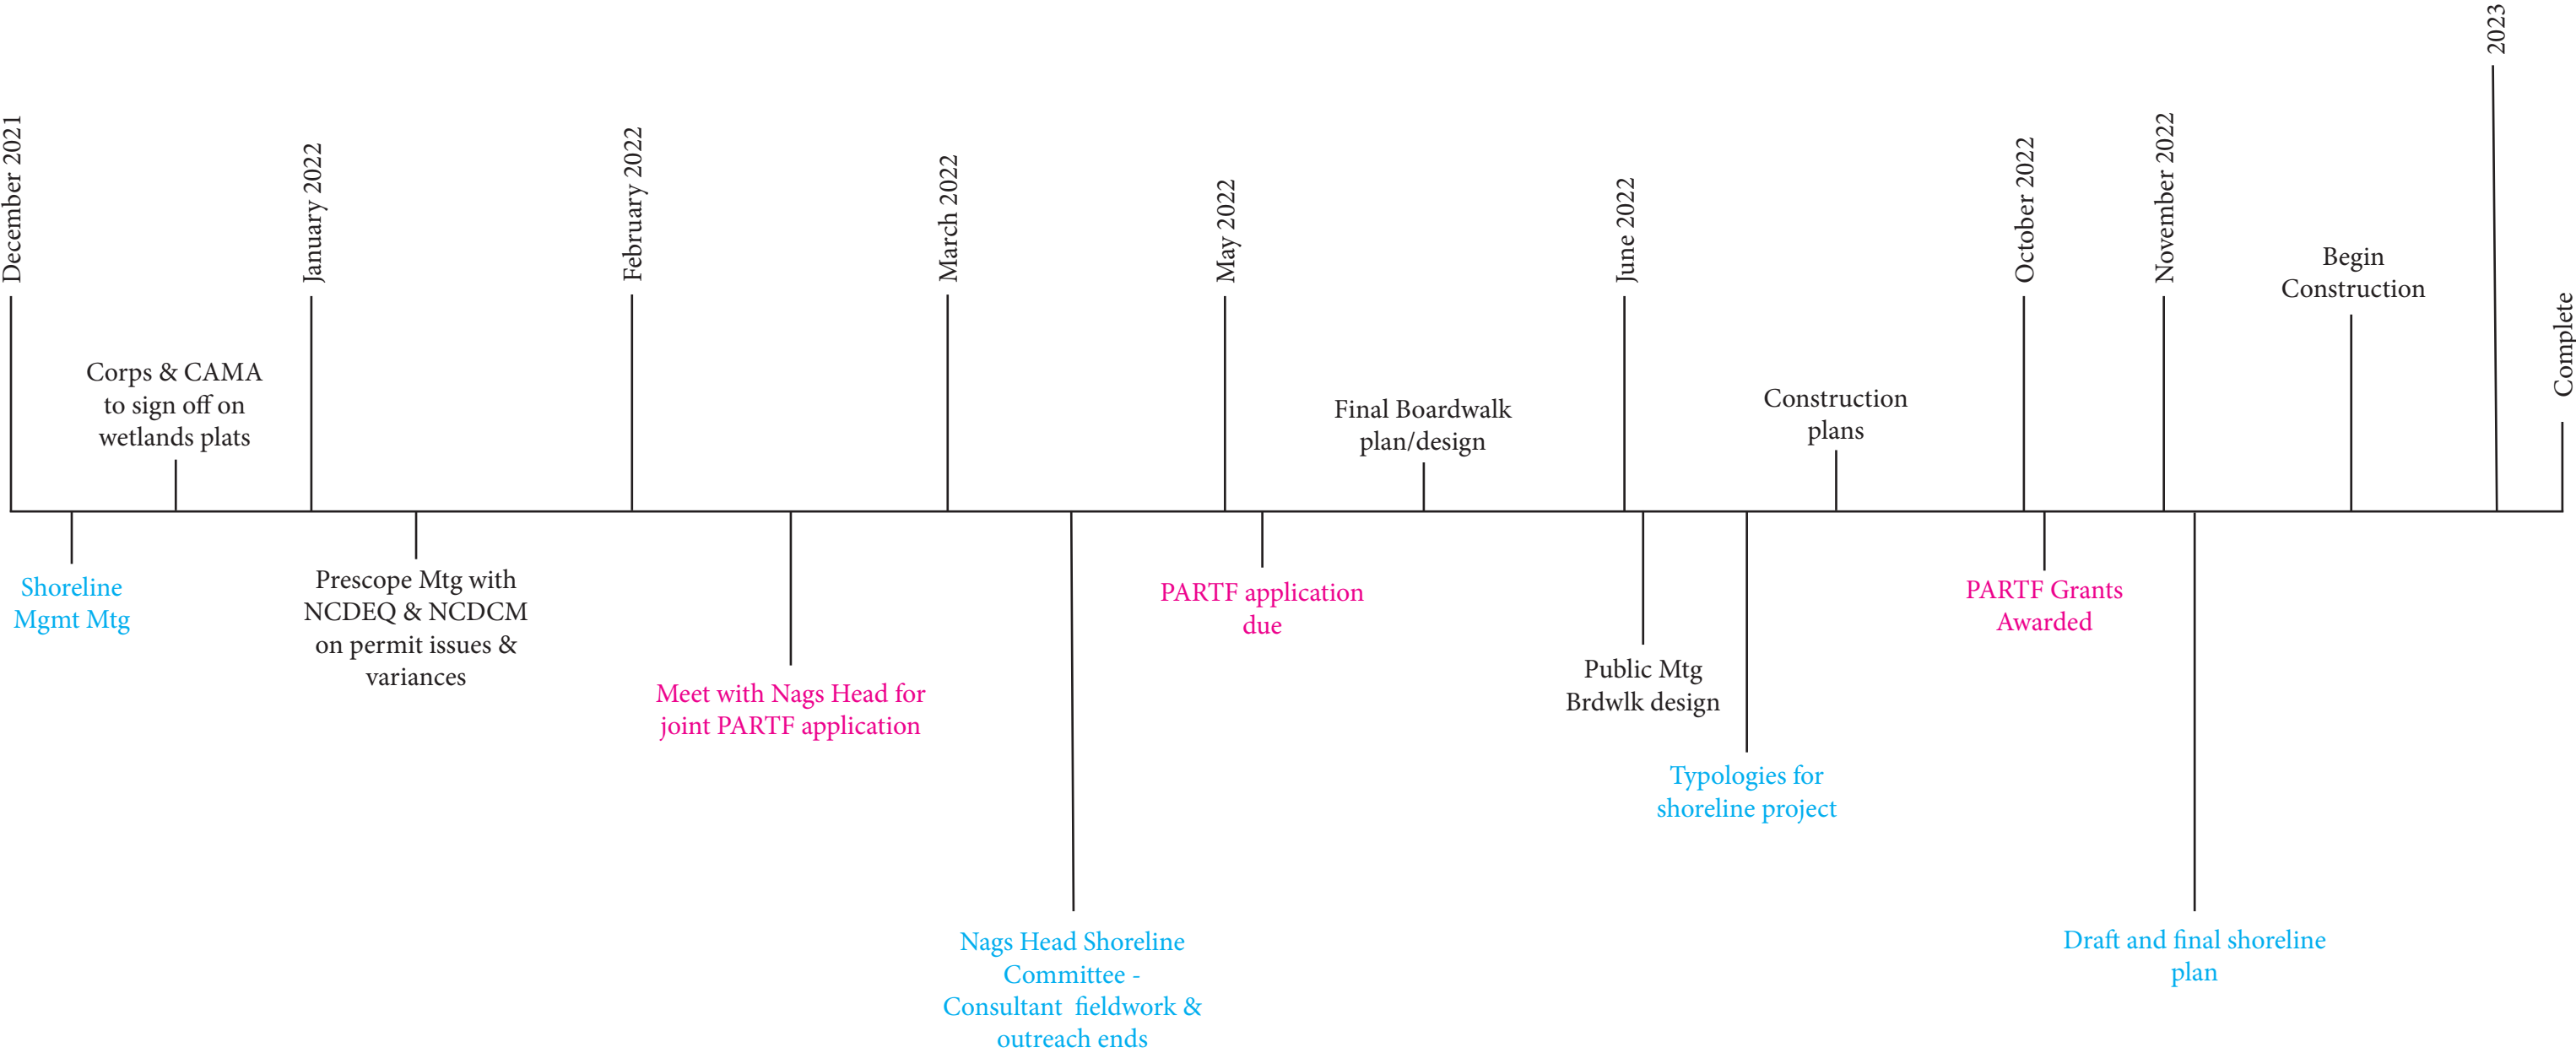 December 2021
January 2022
February 2022
March 2022
May 2022
June 2022
October 2022
November 2022
2023
Complete
Corps & CAMA
to sign off on
wetlands plats
Final Boardwalk
plan/design
Construction
plans
Begin
Construction
Shoreline
Mgmt Mtg
Prescope Mtg with
NCDEQ & NCDCM
on permit issues &
variances
Meet with Nags Head for
joint PARTF application
Nags Head Shoreline
Committee -
Consultant fieldwork &
outreach ends
PARTF application
due
Public Mtg
Brdwlk design
Typologies for
shoreline project
PARTF Grants
Awarded
Draft and final shoreline
plan